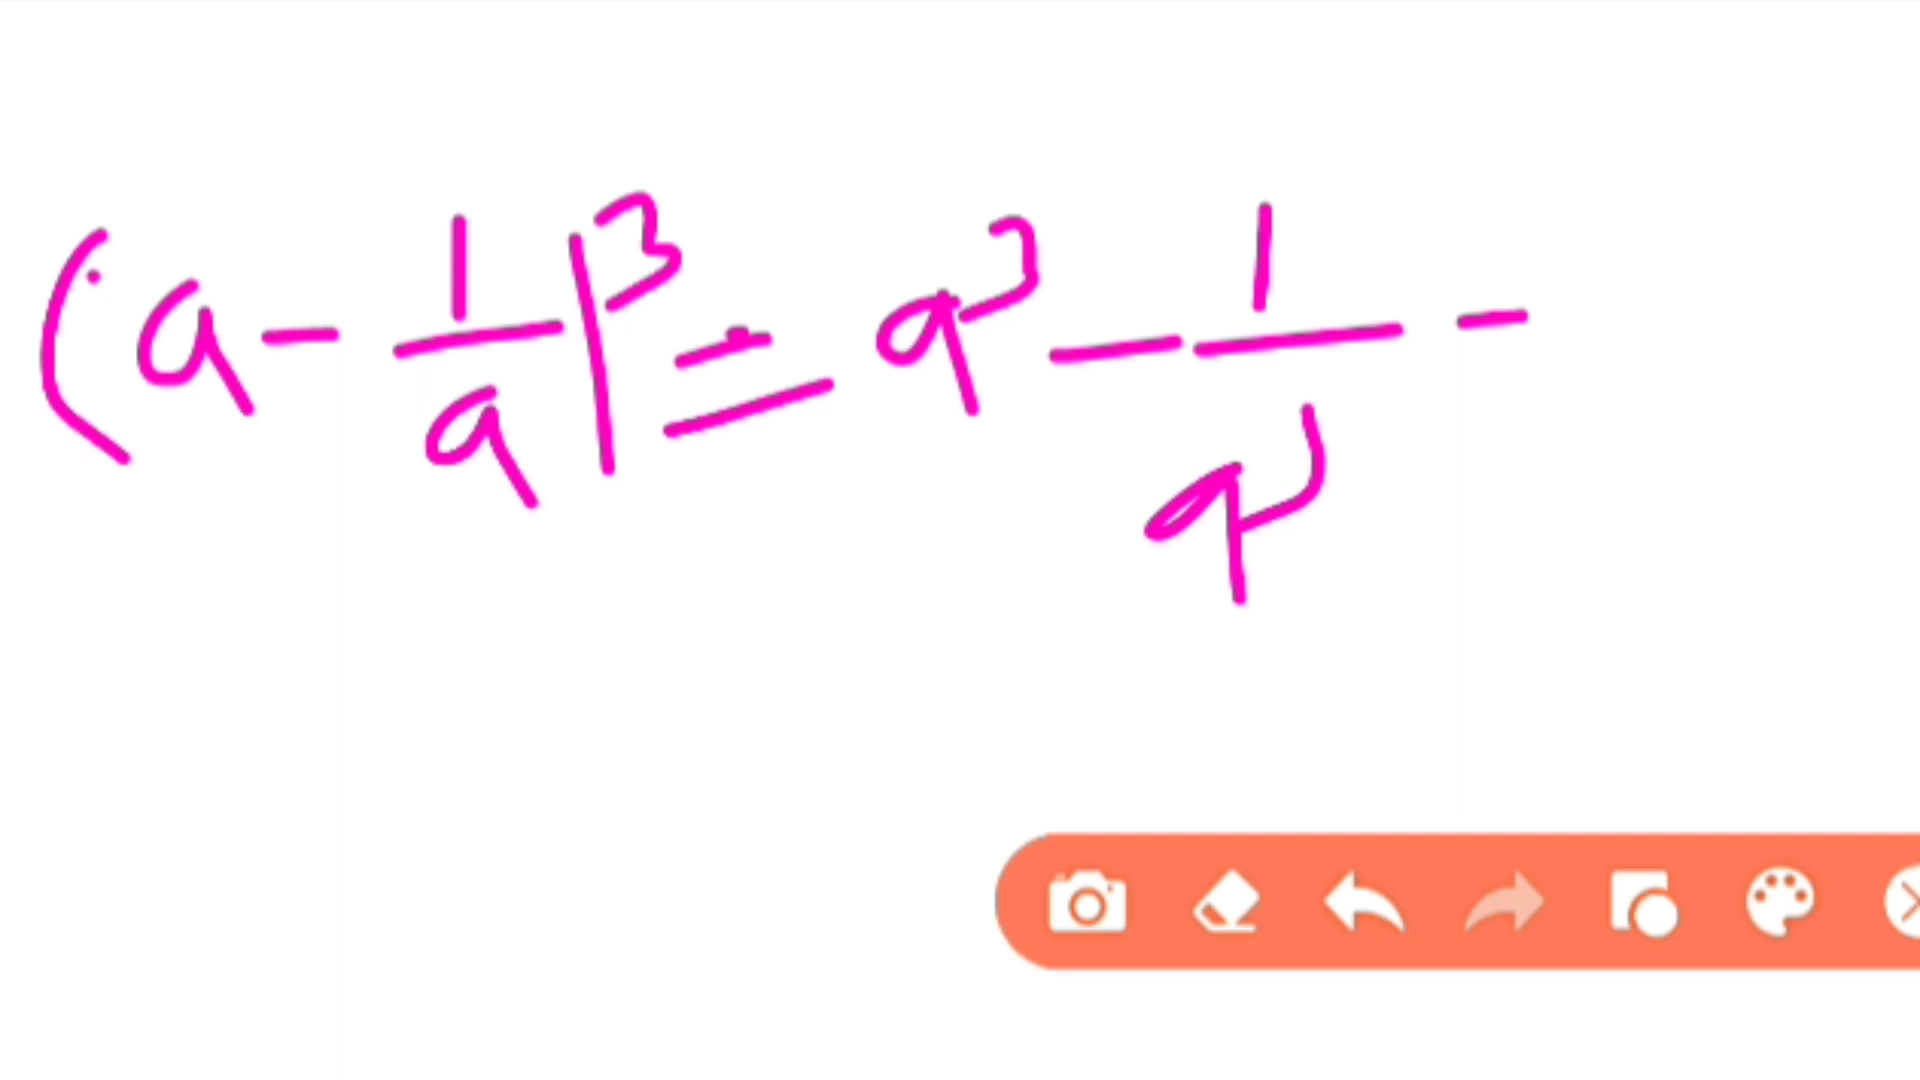 (a - 1/a)³ = a³ - 1/a³ -